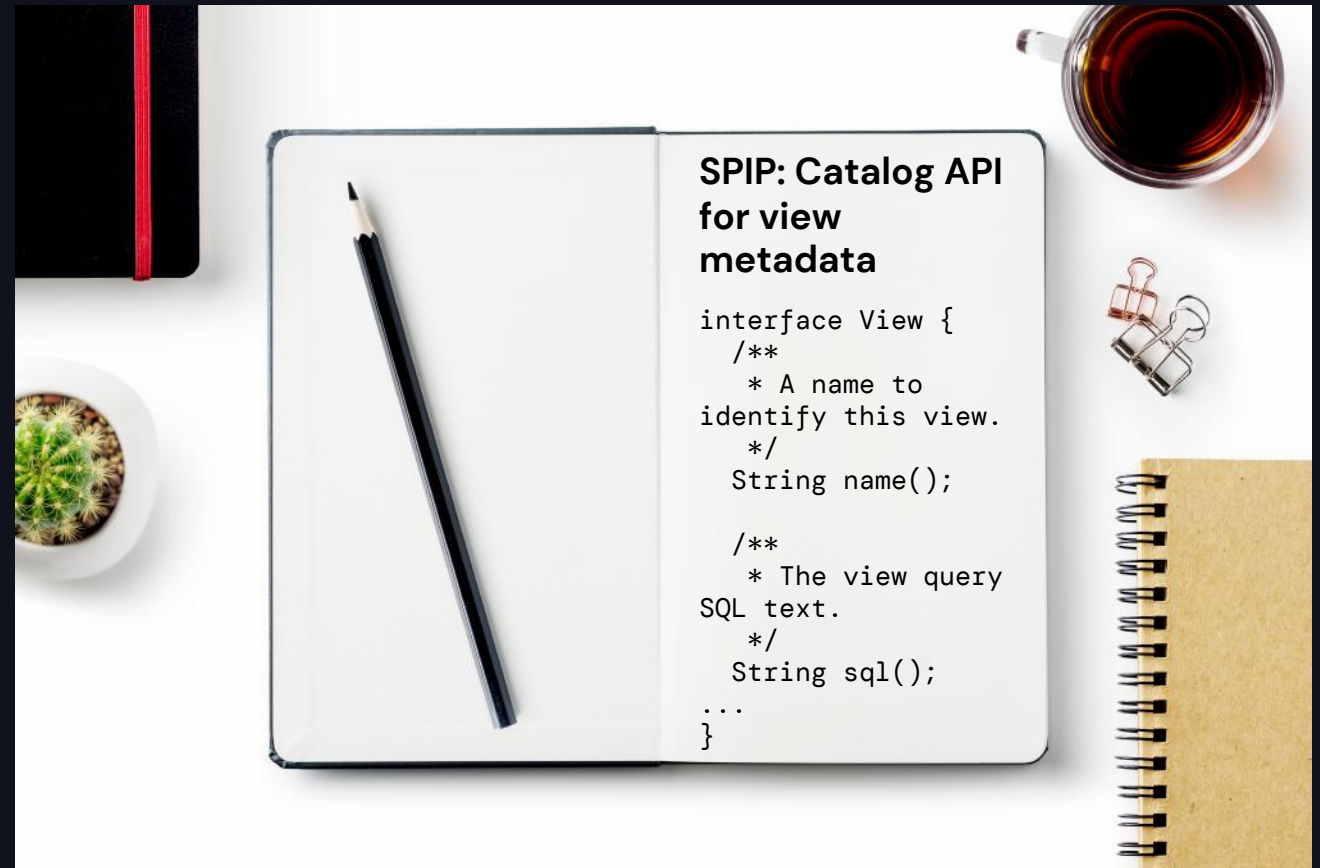 SPIP: Catalog API
for view
metadata
interface View {
  /**
   * A name to
identify this view.
   */
  String name();

  /**
   * The view query
SQL text.
   */
  String sql();
...
}